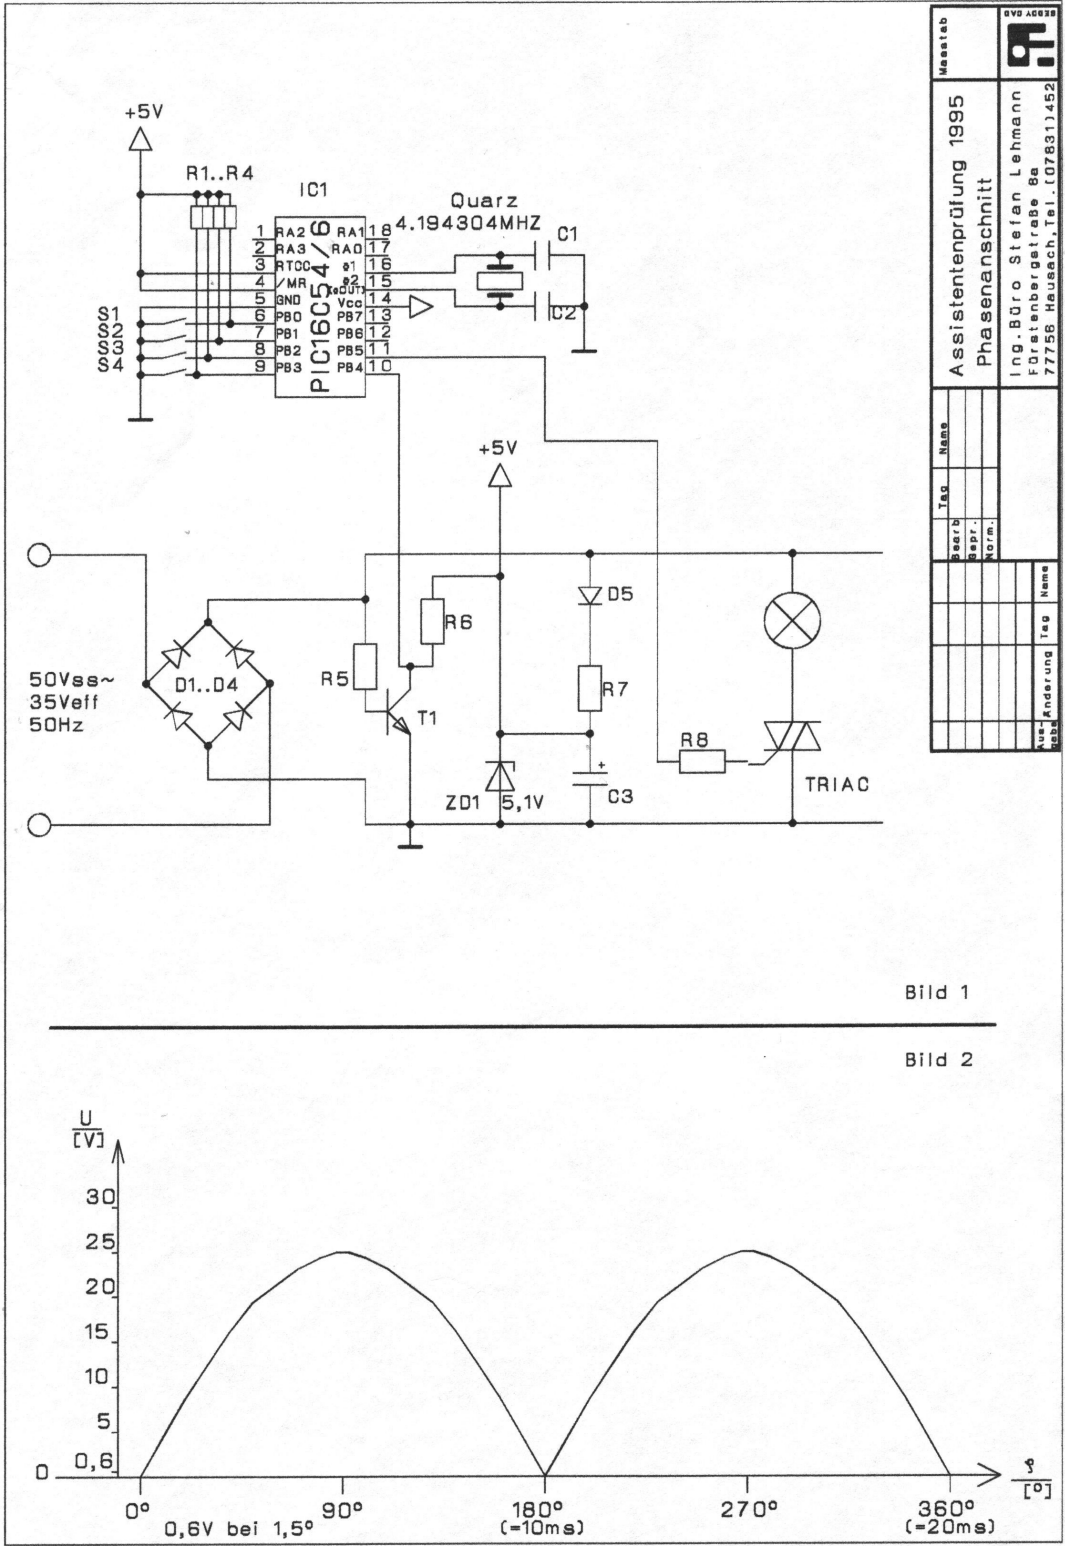 +5V
R1..R4
IC1
Quarz
4.194304MHZ
C1
C2
1 RA2 RA1 18
2 RA3 RA0 17
3 RTCC φ1 16
4 /MR φ2 15
5 GND Vcc 14
6 PB0 PB7 13
7 PB1 PB6 12
8 PB2 PB5 11
9 PB3 PB4 10
PIC16C54/6
S1
S2
S3
S4
+5V
50Vss~
35Veff
50Hz
D1..D4
R5
R6
T1
ZD1 5,1V
D5
R7
+
C3
R8
TRIAC
Bild 1
Bild 2
U
[V]
30
25
20
15
10
5
0,6
0
0° 90° 180° 270° 360°
0,6V bei 1,5° (=10ms) (=20ms)
[°]
Masstab
BEDDY CAD
Assistentenprüfung 1995
Phasenanschnitt
Ing.Büro Stefan Lehmann
Fürstenbergstraße 8a
77756 Hausach,Tel.(07831)452
Tag Name
Bearb
Gepr.
Norm.
Aus-
gabe
Änderung Tag Name